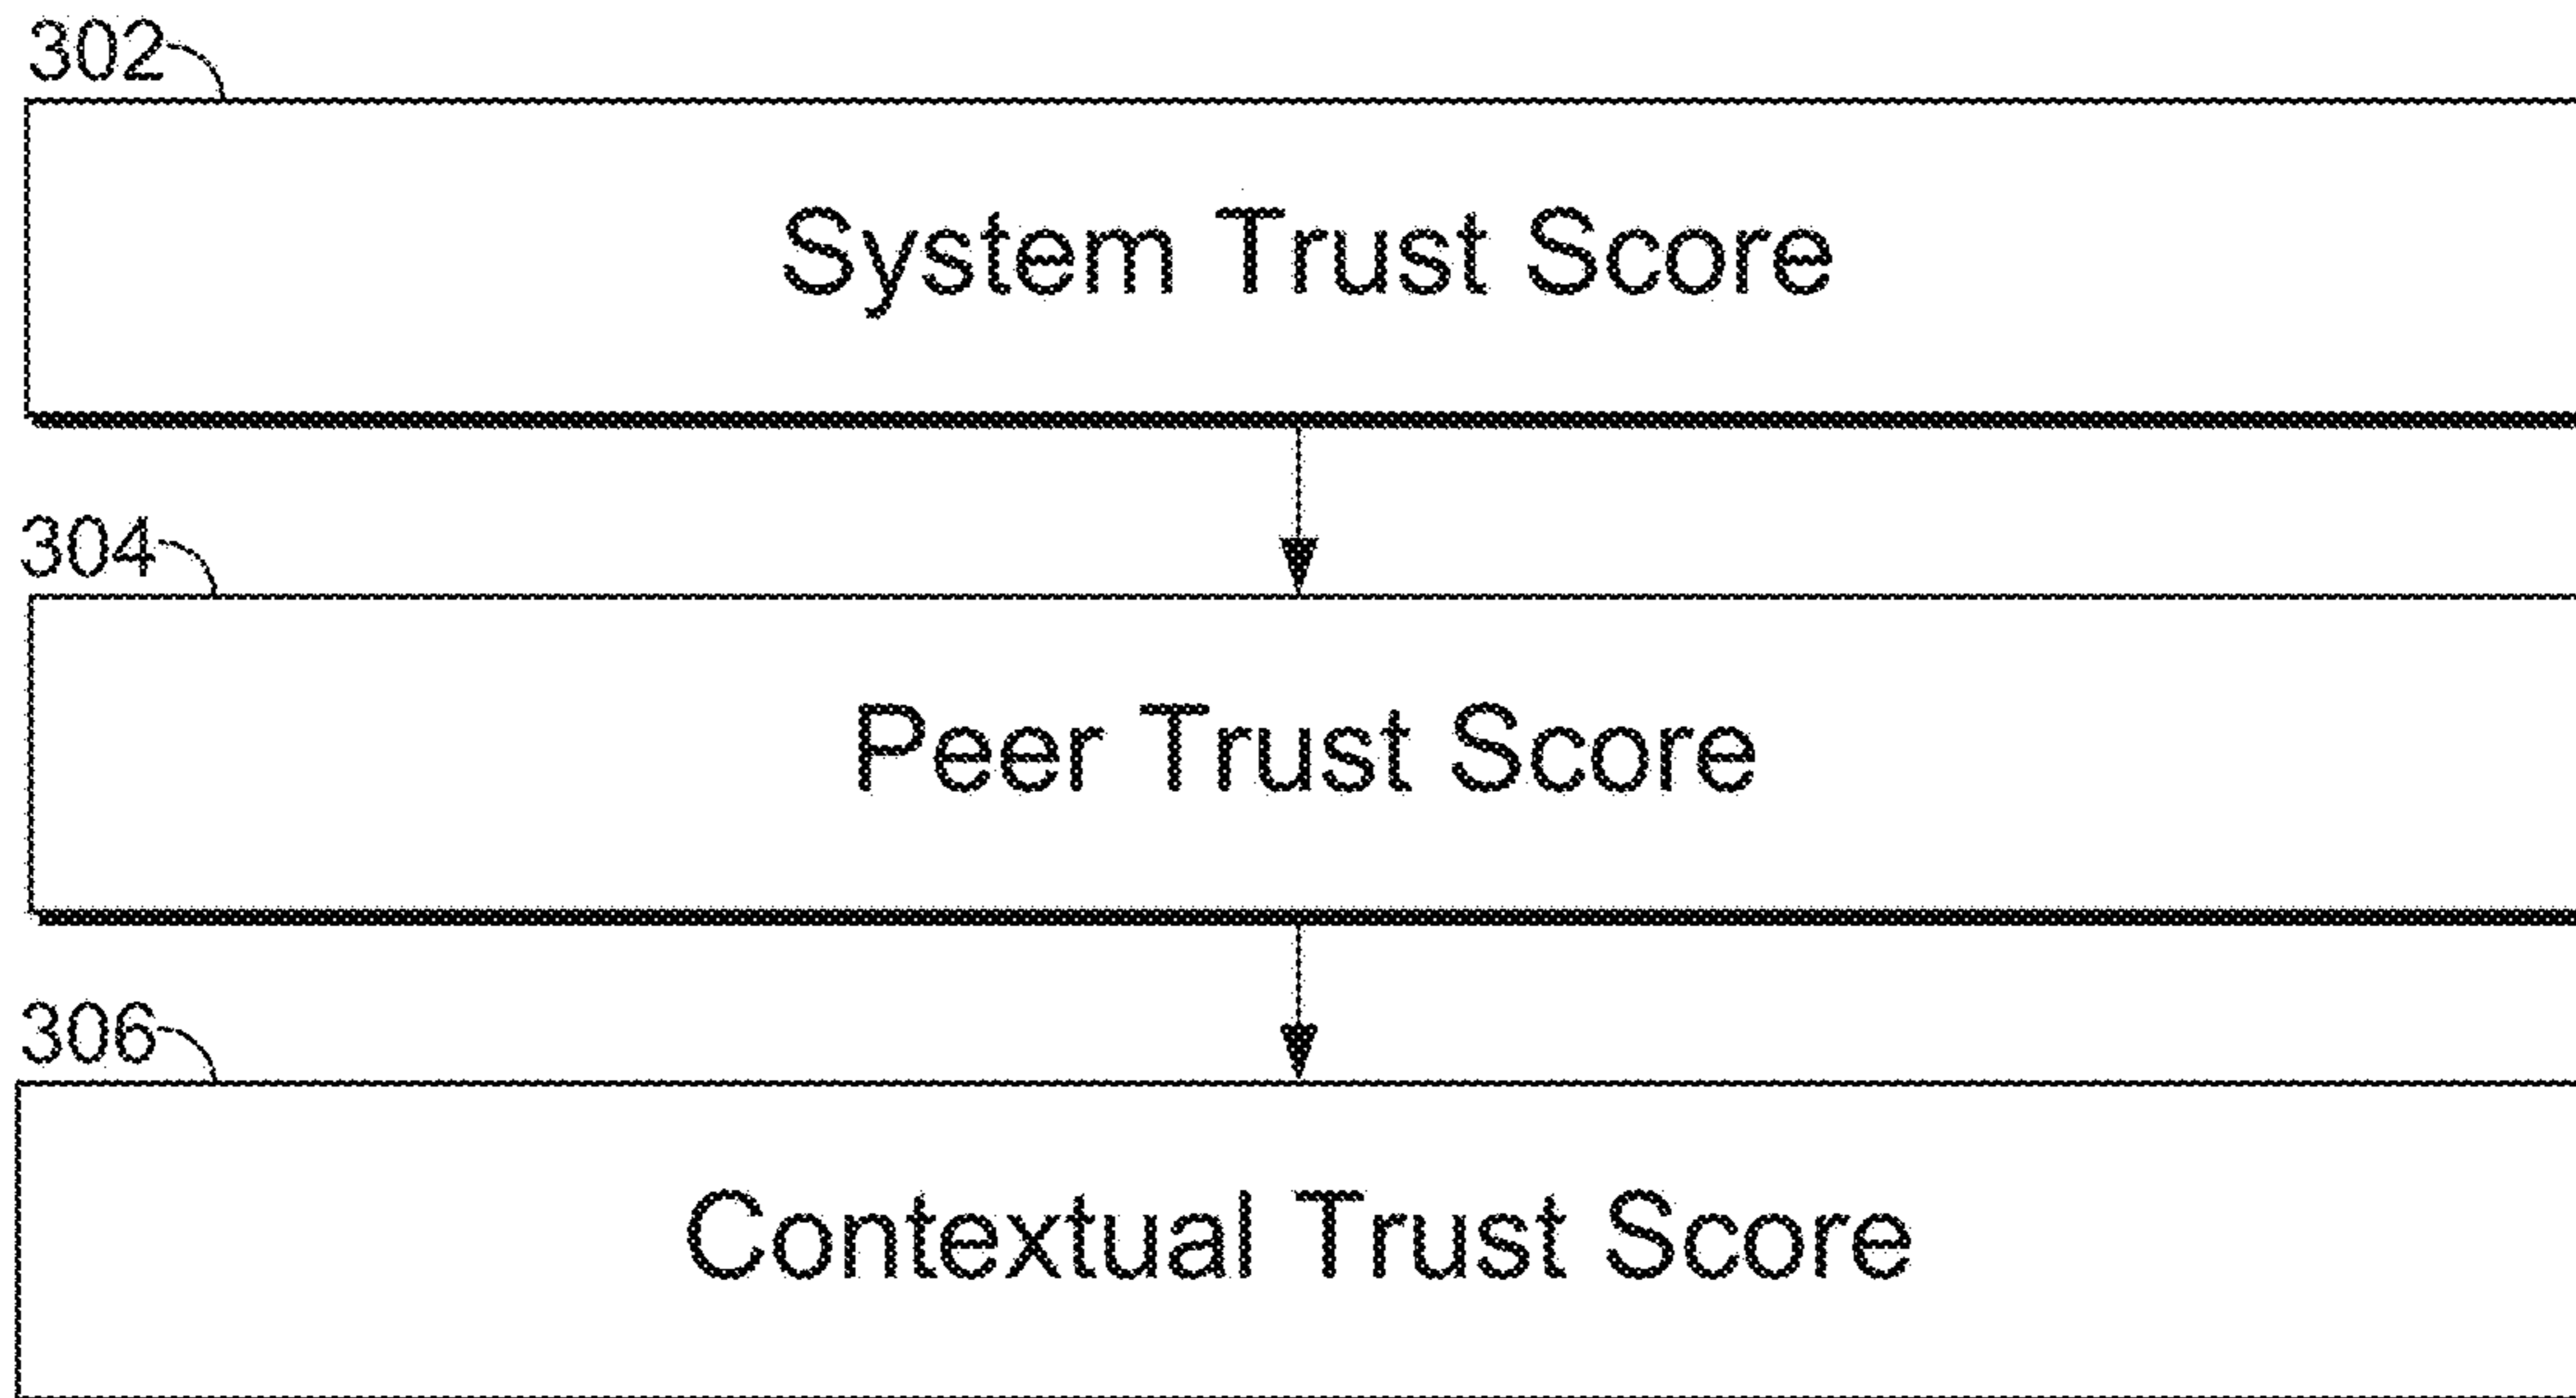 302
System Trust Score
304
Peer Trust Score
306
Contextual Trust Score